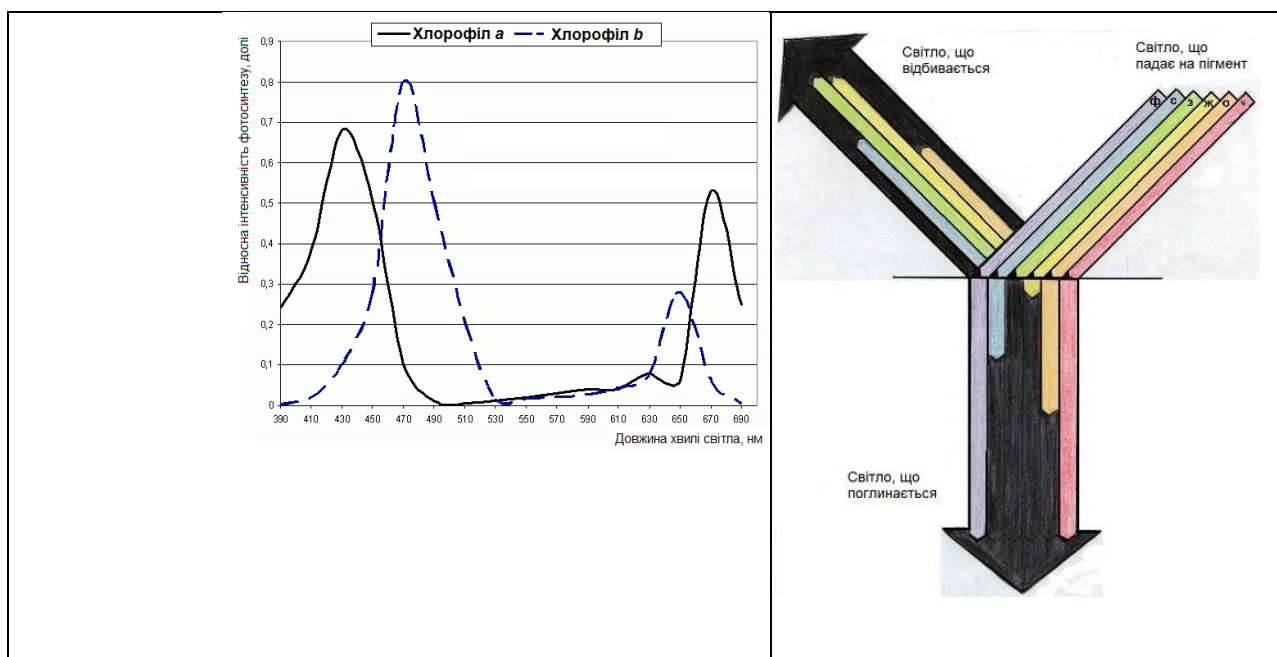 Хлорофіл a Хлорофіл b
Відносна інтенсивність фотосинтезу, долі
0,9
0,8
0,7
0,6
0,5
0,4
0,3
0,2
0,1
0
390 410 430 450 470 490 510 530 550 570 590 610 630 650 670 690
Довжина хвилі світла, нм
Світло, що
відбивається
Світло, що
падає на пігмент
ф с з ж о ч
Світло, що
поглинається